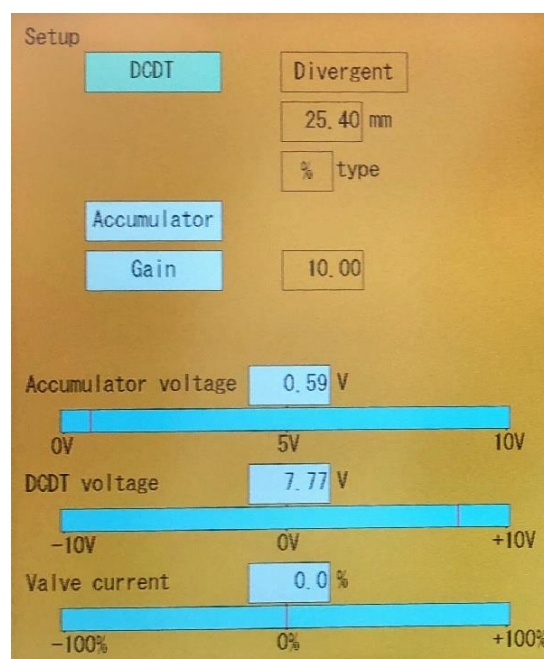 Setup
DCDT Divergent
25.40 mm
% type
Accumulator
Gain 10.00
Accumulator voltage 0.59 V
0V 5V 10V
DCDT voltage 7.77 V
-10V 0V +10V
Valve current 0.0 %
-100% 0% +100%